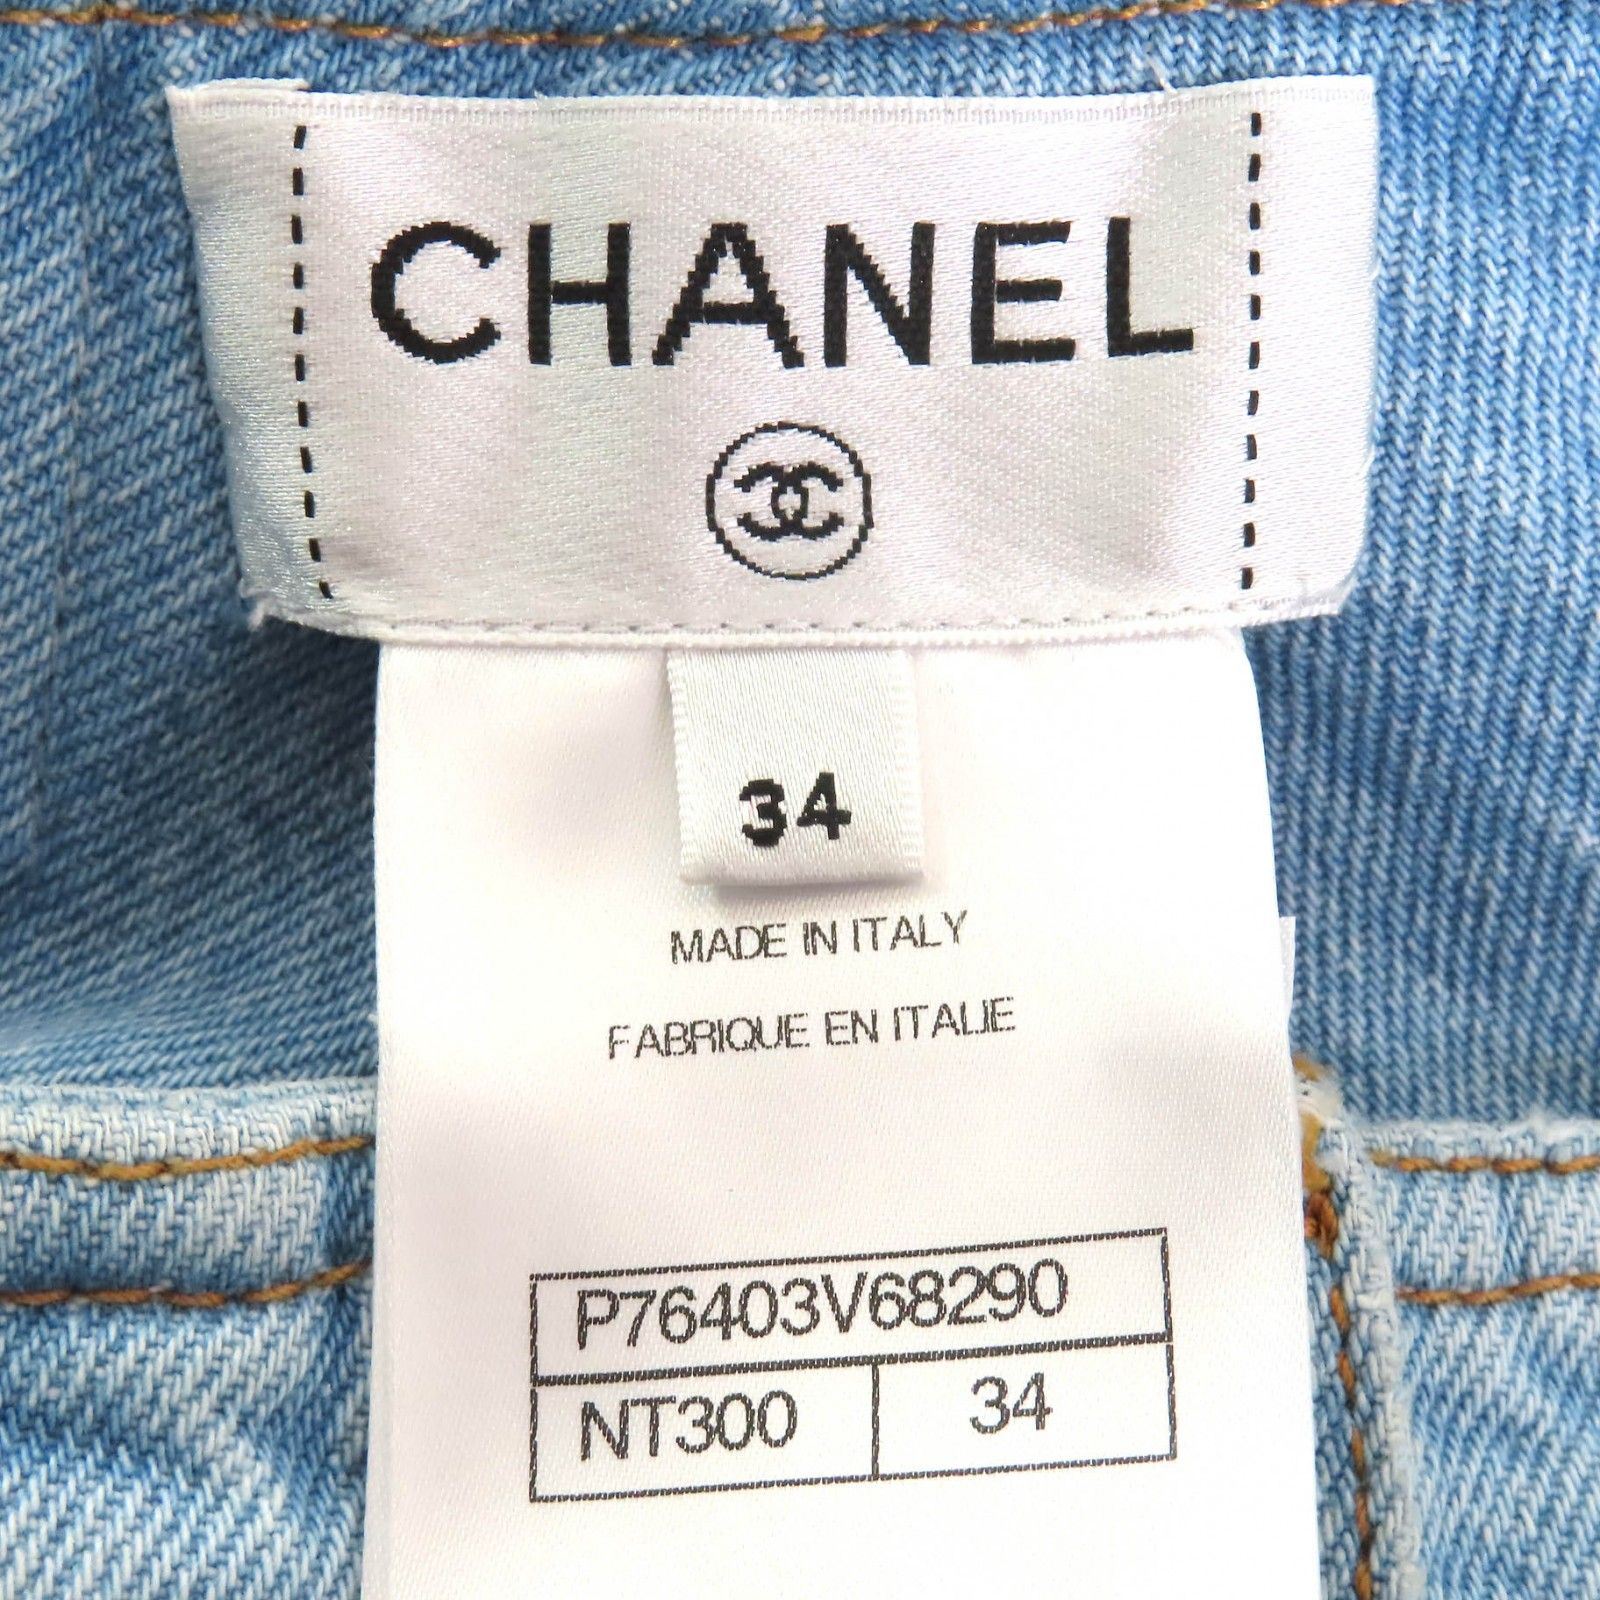 CHANEL
34
MADE IN ITALY
FABRIQUE EN ITALIE
P76403V68290
NT300 34